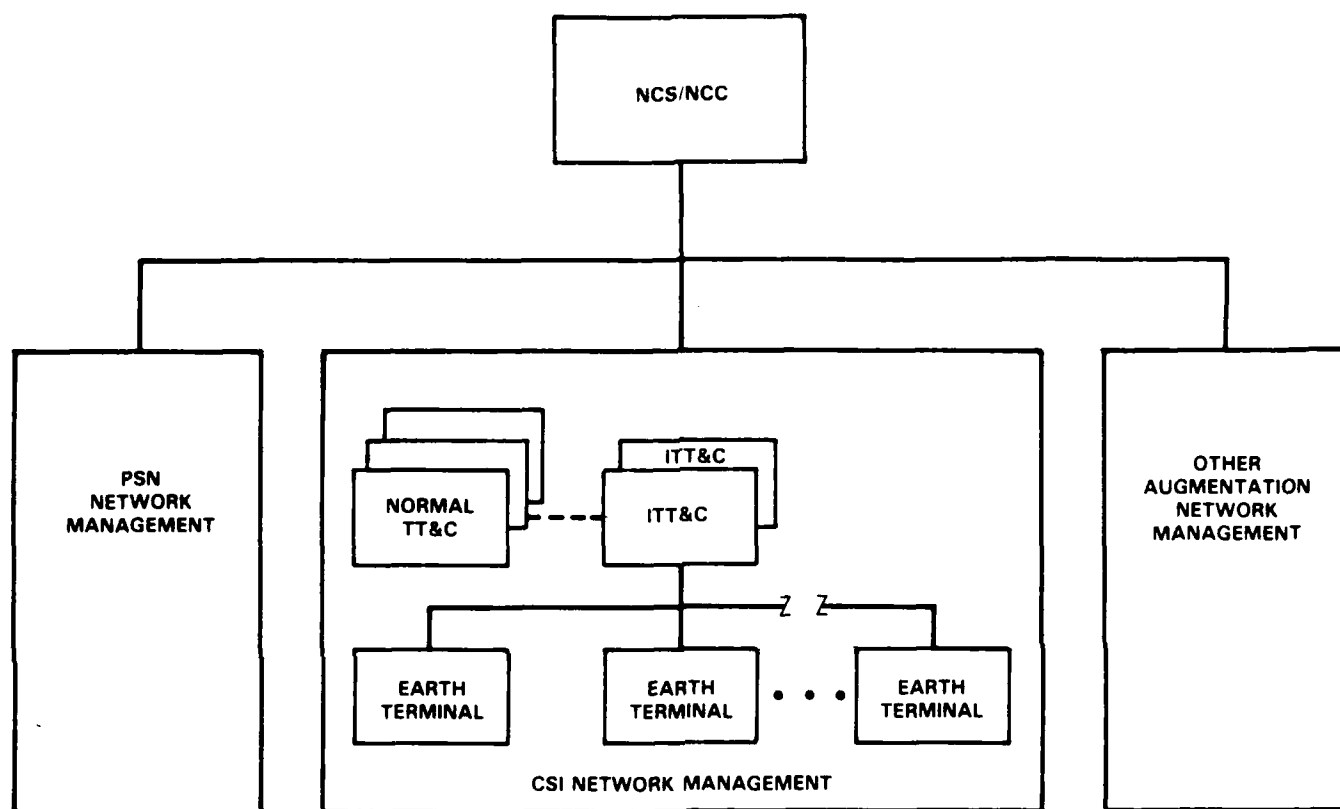 NCS/NCC
PSN
NETWORK
MANAGEMENT
NORMAL
TT&C
ITT&C
ITT&C
EARTH
TERMINAL
EARTH
TERMINAL
EARTH
TERMINAL
CSI NETWORK MANAGEMENT
OTHER
AUGMENTATION
NETWORK
MANAGEMENT